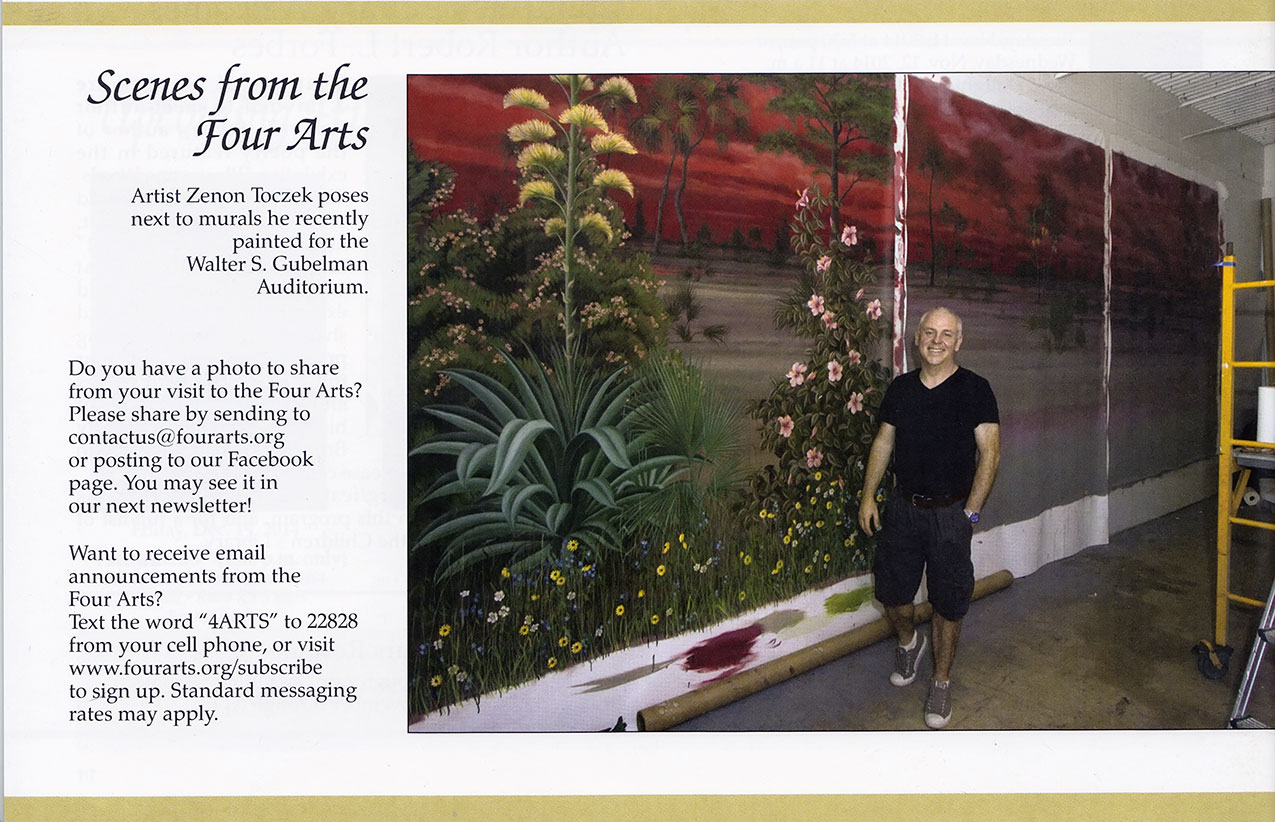 Scenes from the
Four Arts
Artist Zenon Toczek poses
next to murals he recently
painted for the
Walter S. Gubelman
Auditorium.
Do you have a photo to share
from your visit to the Four Arts?
Please share by sending to
contactus@fourarts.org
or posting to our Facebook
page. You may see it in
our next newsletter!
Want to receive email
announcements from the
Four Arts?
Text the word “4ARTS” to 22828
from your cell phone, or visit
www.fourarts.org/subscribe
to sign up. Standard messaging
rates may apply.